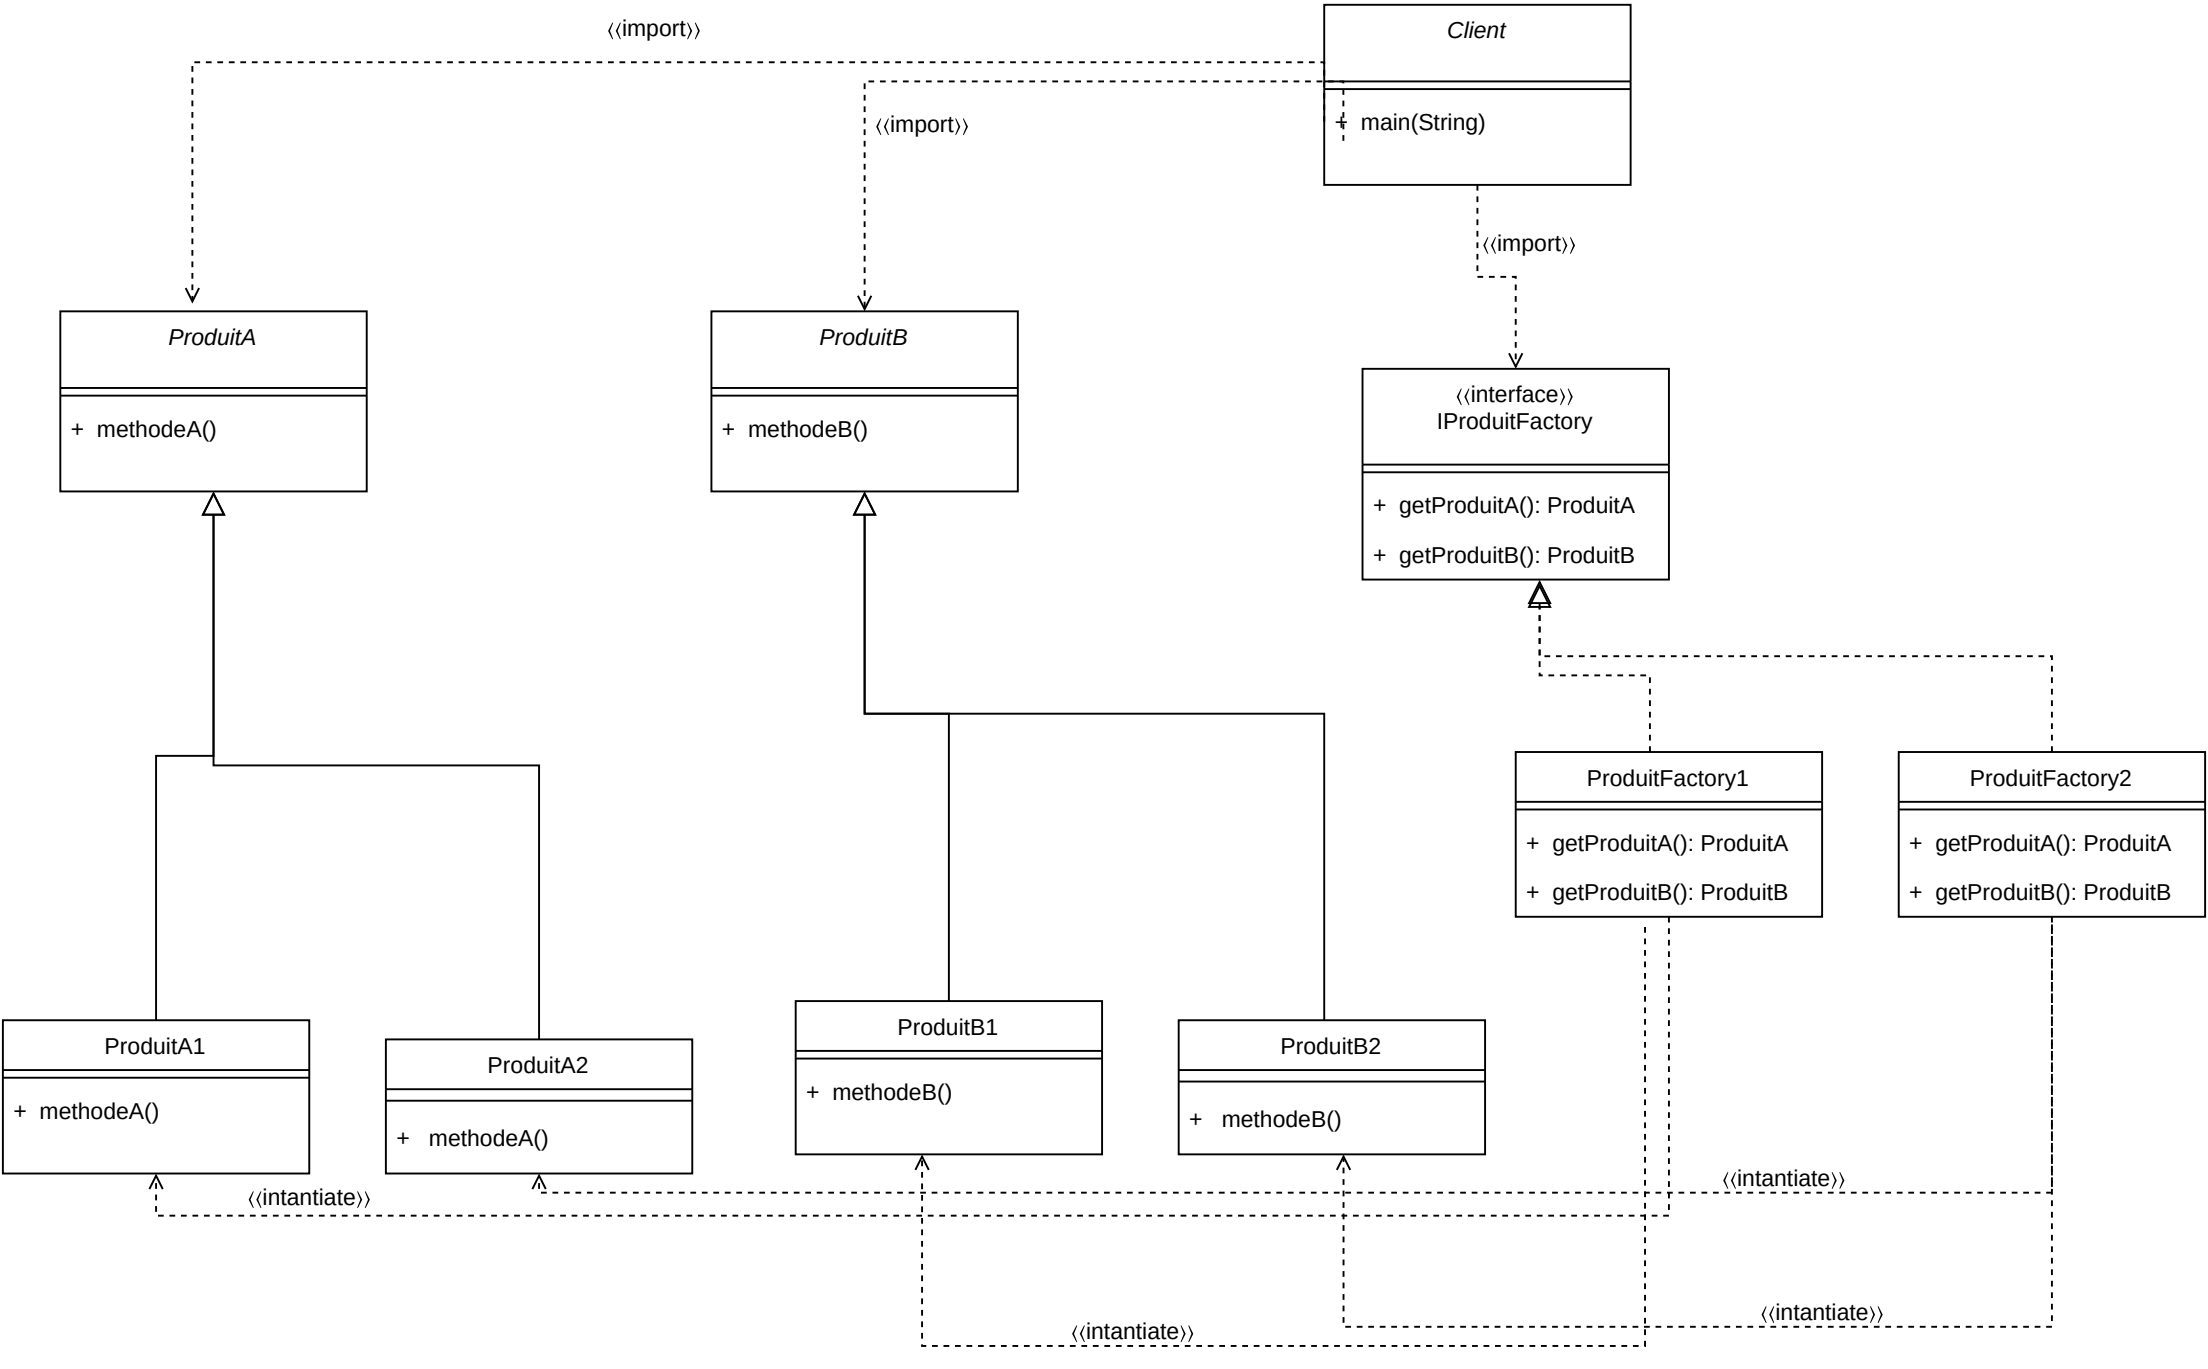 〈〈import〉〉
Client
〈〈import〉〉
+ main(String)
〈〈import〉〉
ProduitA
+ methodeA()
ProduitB
+ methodeB()
〈〈interface〉〉
IProduitFactory
+ getProduitA(): ProduitA
+ getProduitB(): ProduitB
ProduitFactory1
+ getProduitA(): ProduitA
+ getProduitB(): ProduitB
ProduitFactory2
+ getProduitA(): ProduitA
+ getProduitB(): ProduitB
ProduitA1
+ methodeA()
ProduitA2
+ methodeA()
ProduitB1
+ methodeB()
ProduitB2
+ methodeB()
〈〈intantiate〉〉
〈〈intantiate〉〉
〈〈intantiate〉〉
〈〈intantiate〉〉